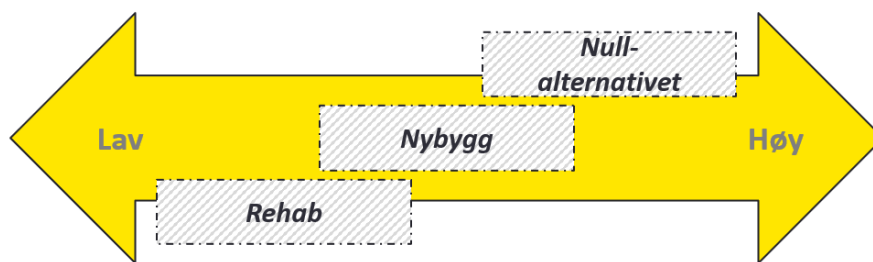 Null-
alternativet
Lav
Nybygg
Høy
Rehab